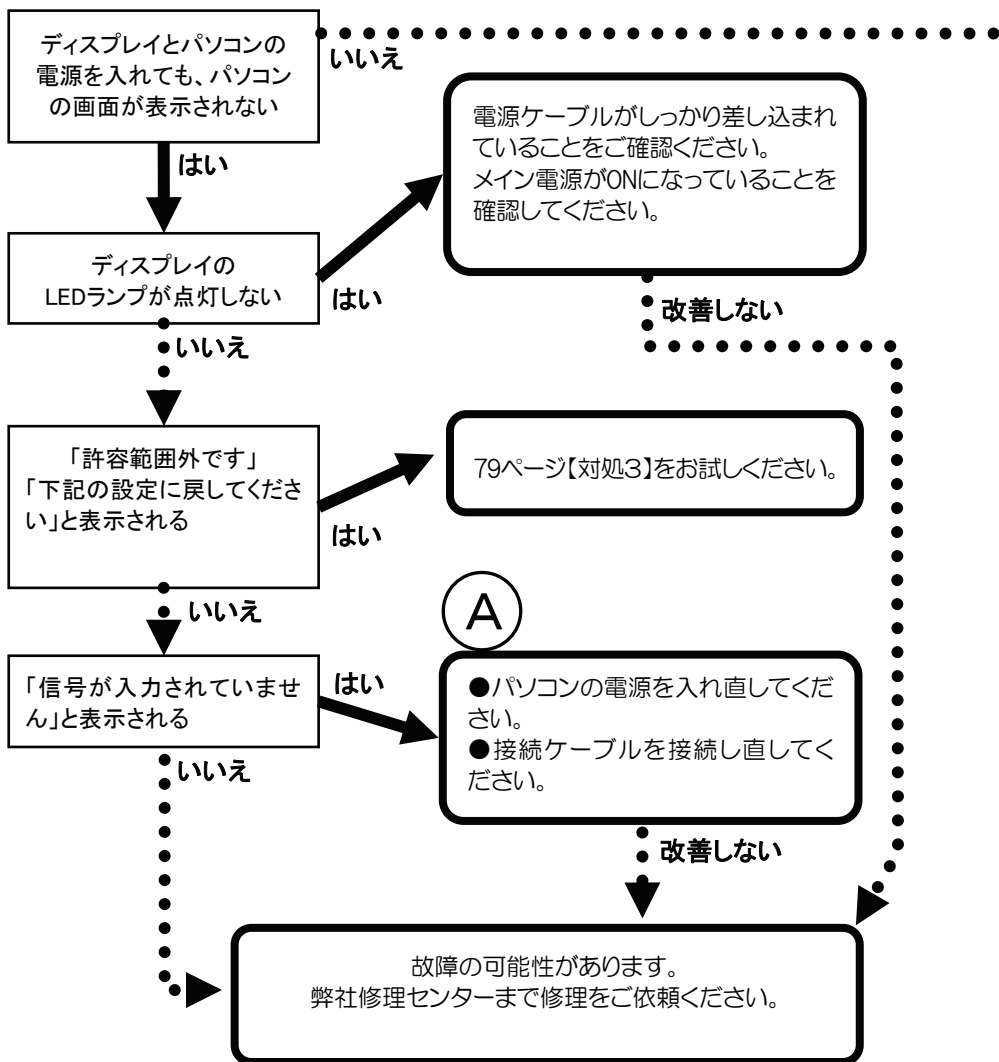 ディスプレイとパソコンの
電源を入れても、パソコン
の画面が表示されない
いいえ
はい
電源ケーブルがしっかり差し込まれ
ていることをご確認ください。
メイン電源がONになっていることを
確認してください。
ディスプレイの
LEDランプが点灯しない
はい
改善しない
いいえ
「許容範囲外です」
「下記の設定に戻してくださ
い」と表示される
79ページ【対処3】をお試しください。
はい
いいえ
A
「信号が入力されていませ
ん」と表示される
はい
●パソコンの電源を入れ直してくだ
さい。
●接続ケーブルを接続し直してく
ださい。
いいえ
改善しない
故障の可能性があります。
弊社修理センターまで修理をご依頼ください。